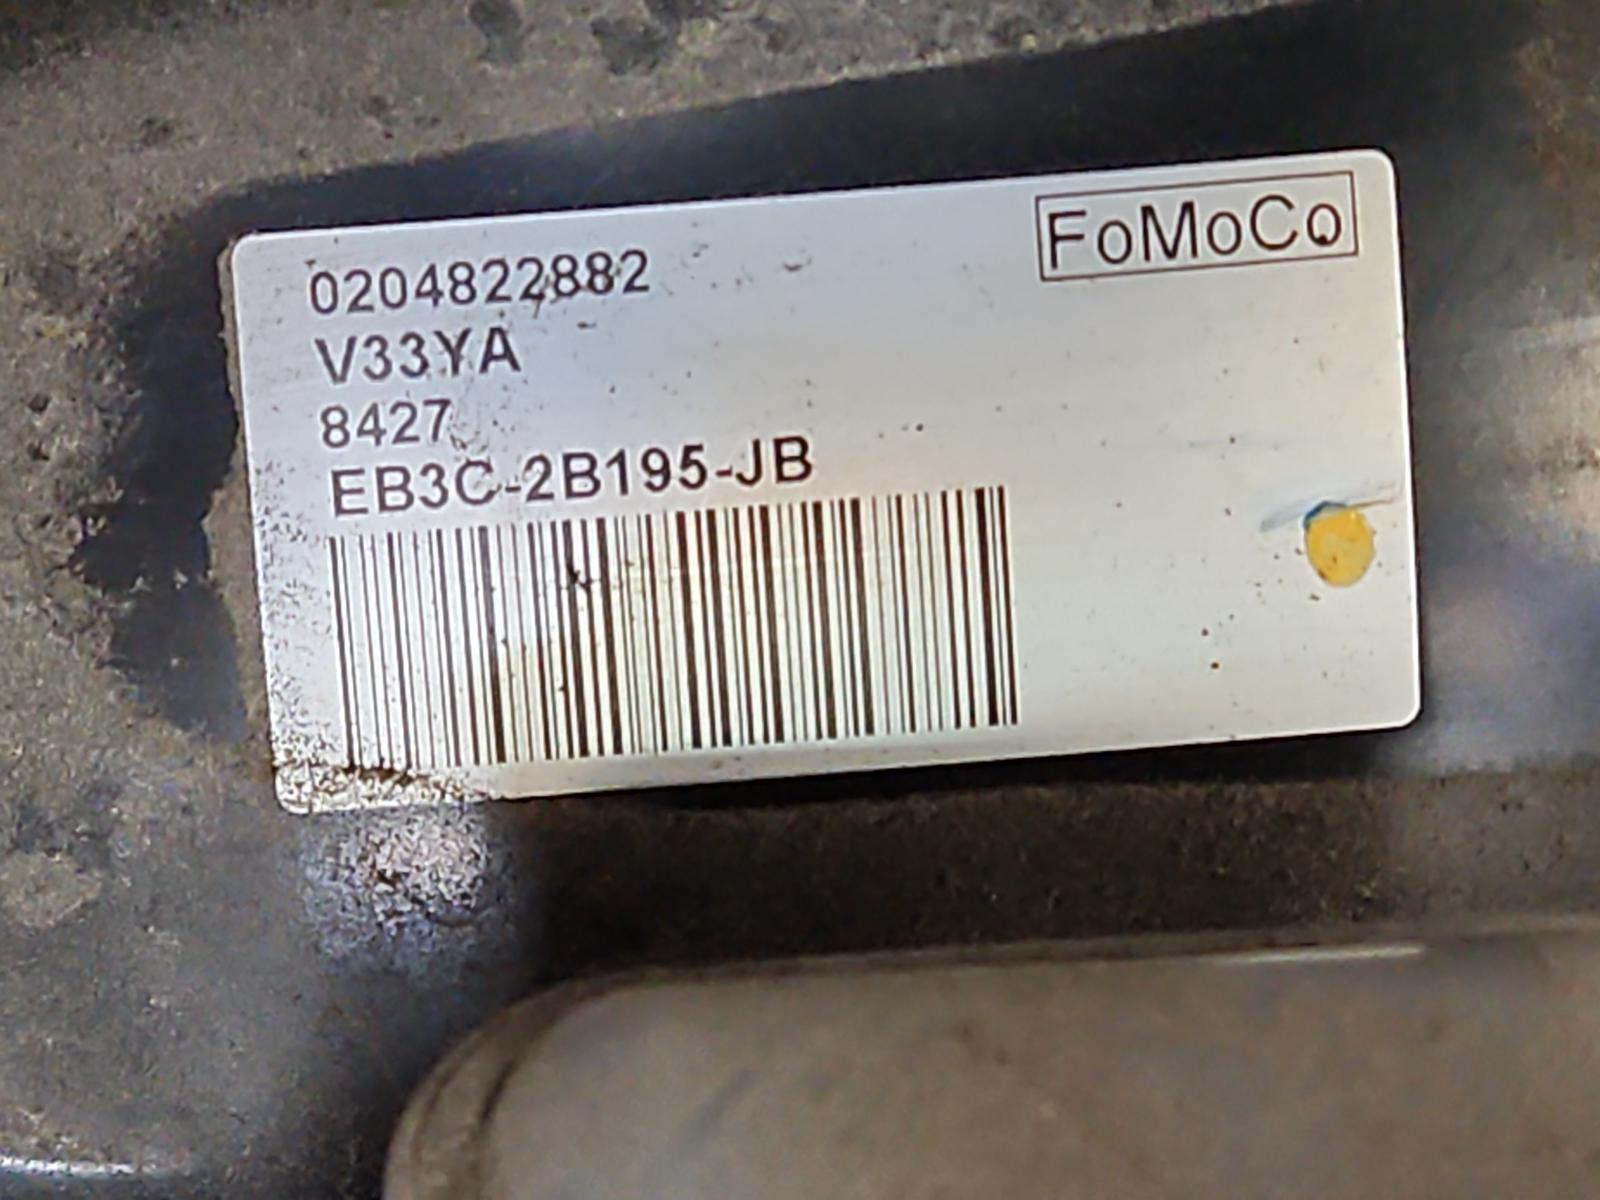 FoMoCo
0204822882
V33YA
8427
EB3C-2B195-JB